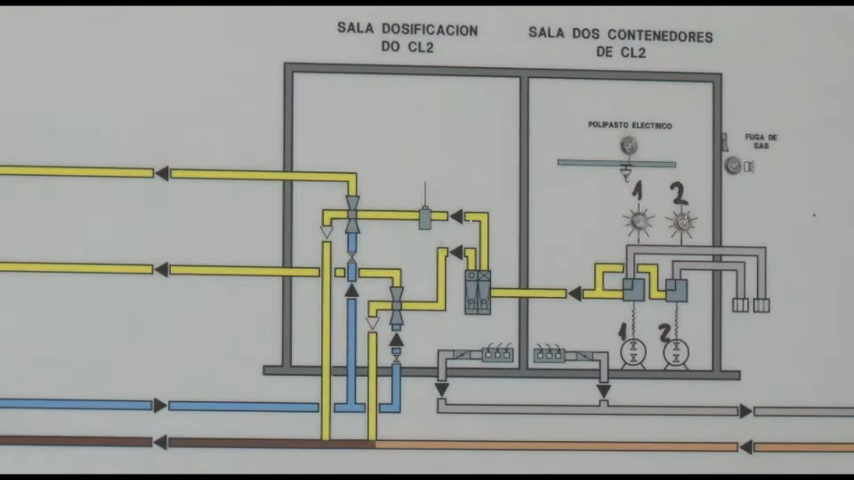 SALA DOSIFICACION
DO CL2
SALA DOS CONTENEDORES
DE CL2
POLIPASTO ELECTRICO
FUGA DE
GAS
1 2
1 2